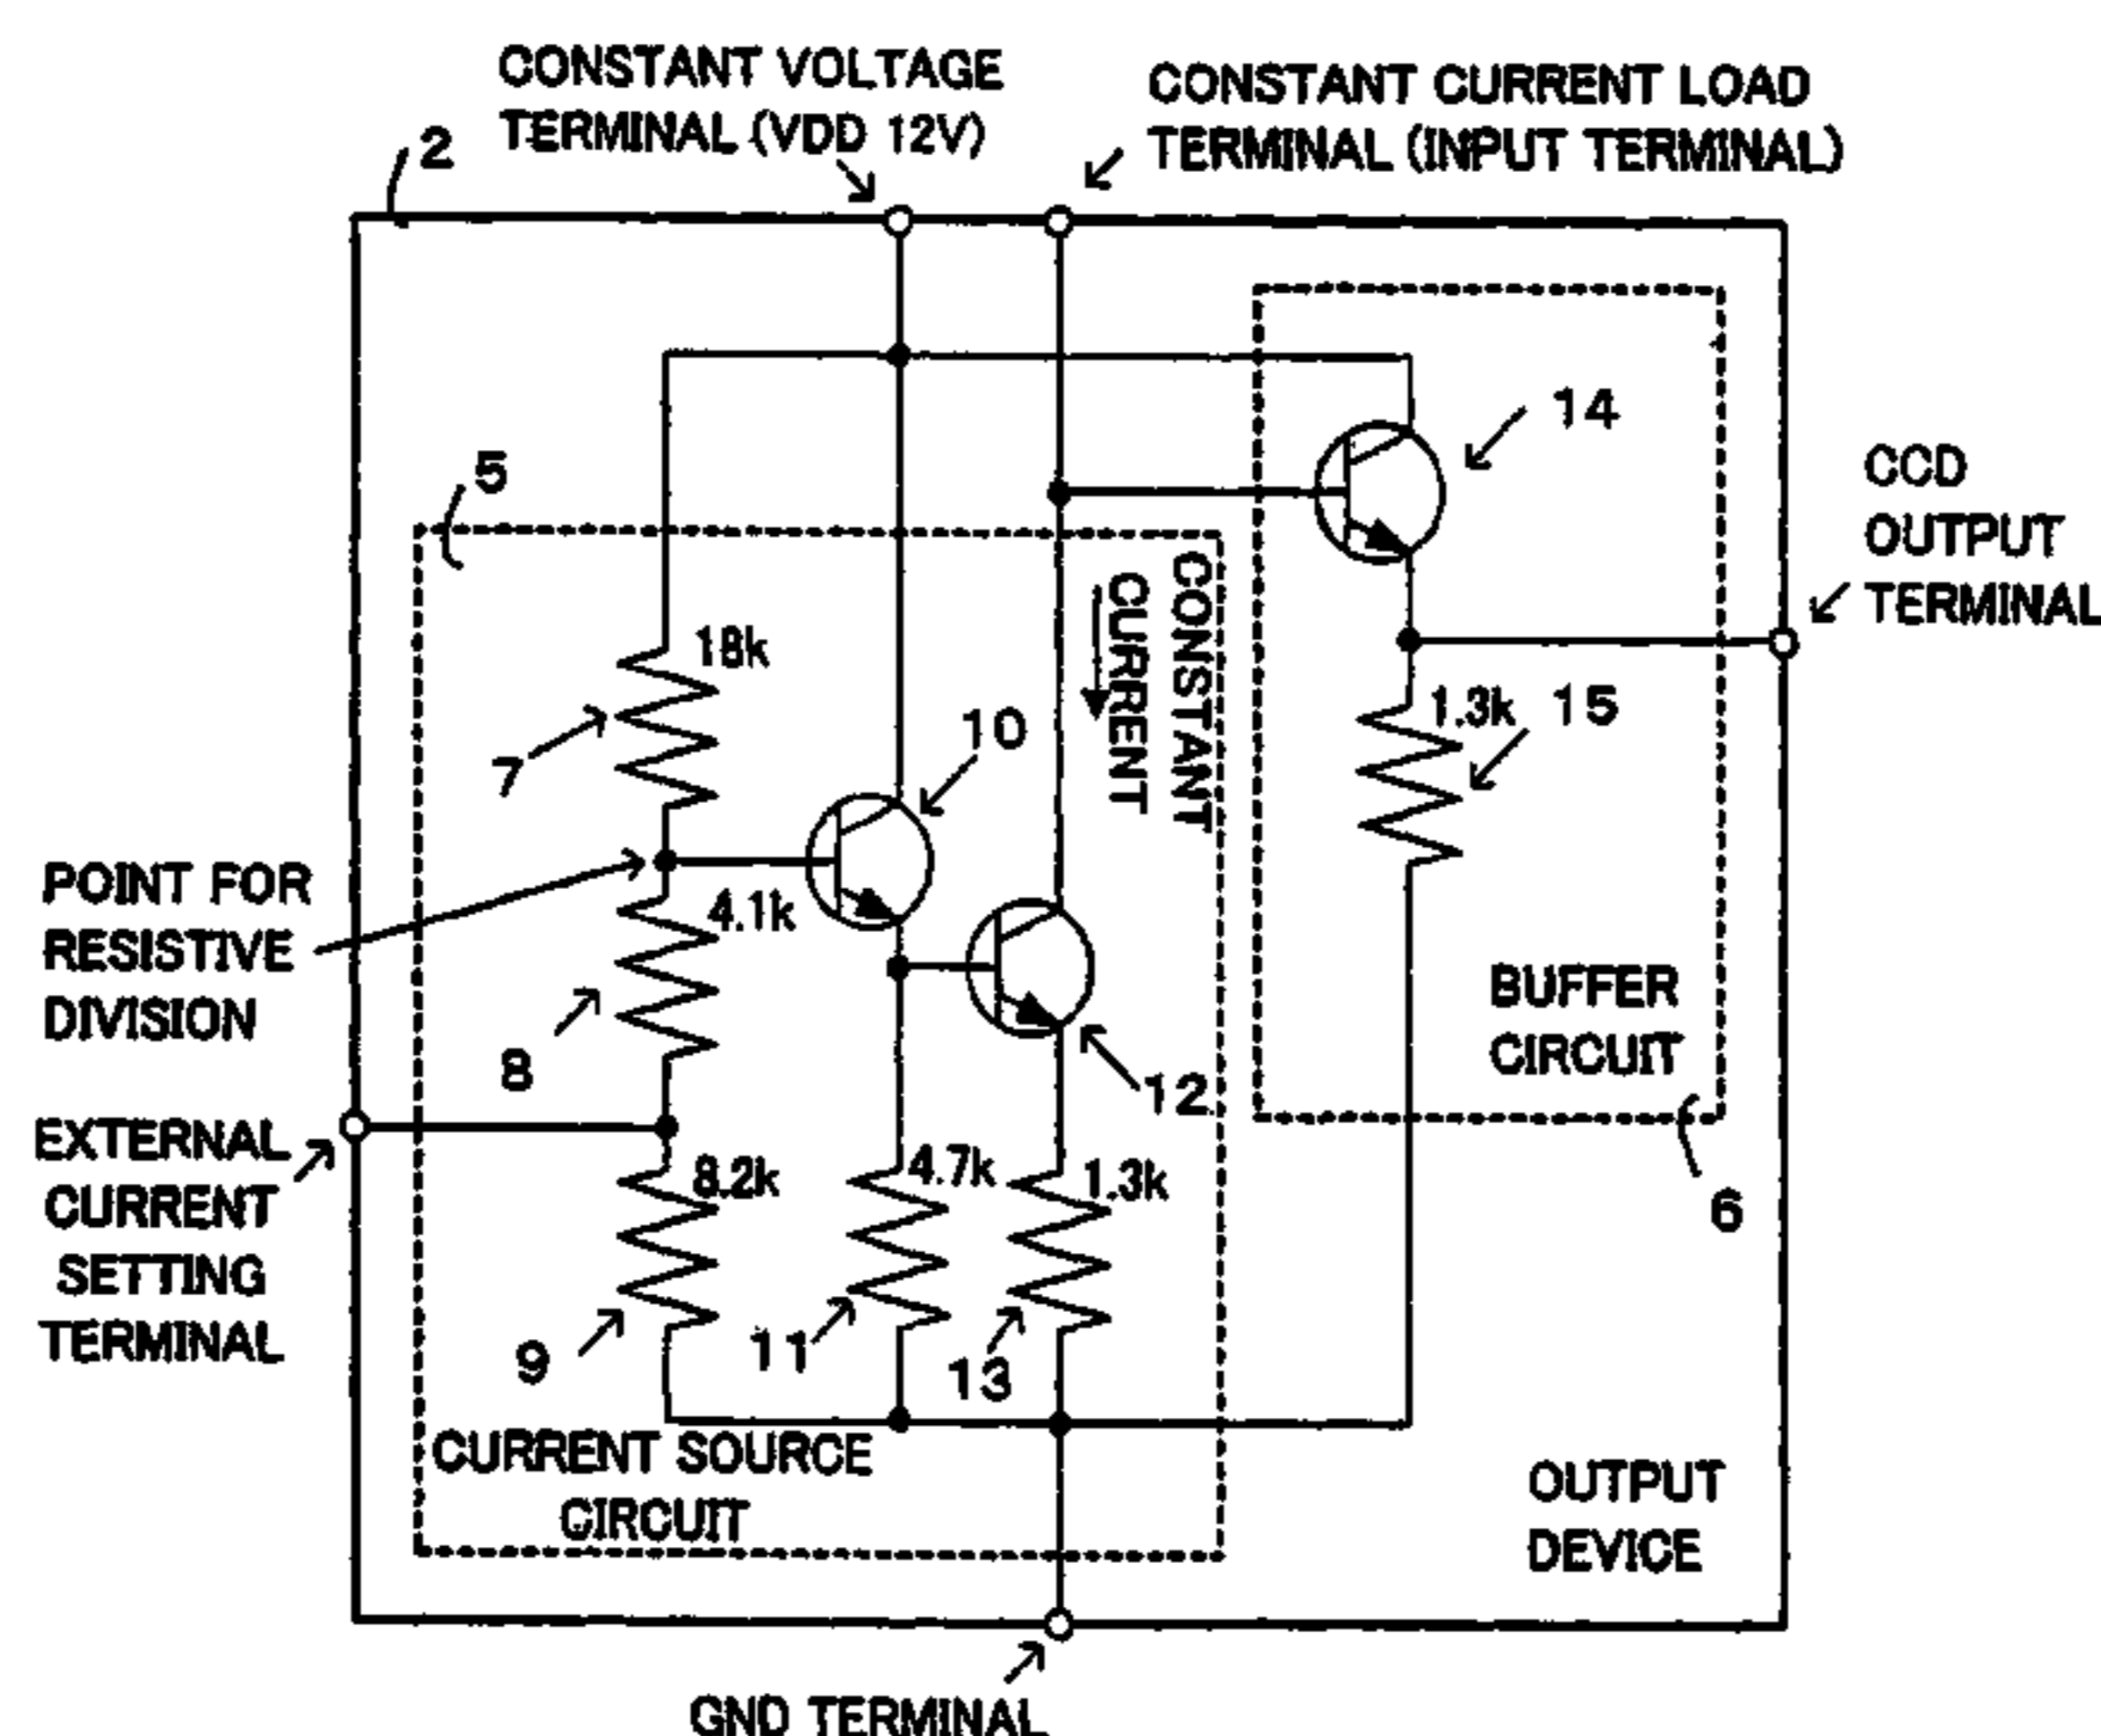 CONSTANT VOLTAGE
TERMINAL (VDD 12V)
CONSTANT CURRENT LOAD
TERMINAL (INPUT TERMINAL)
2
14
CCD
OUTPUT
TERMINAL
5
CONSTANT
CURRENT
18k
7
10
1.3k
15
POINT FOR
RESISTIVE
DIVISION
4.1k
8
BUFFER
CIRCUIT
12
6
EXTERNAL
CURRENT
SETTING
TERMINAL
8.2k
4.7k
1.3k
9
11
13
CURRENT SOURCE
CIRCUIT
OUTPUT
DEVICE
GND TERMINAL